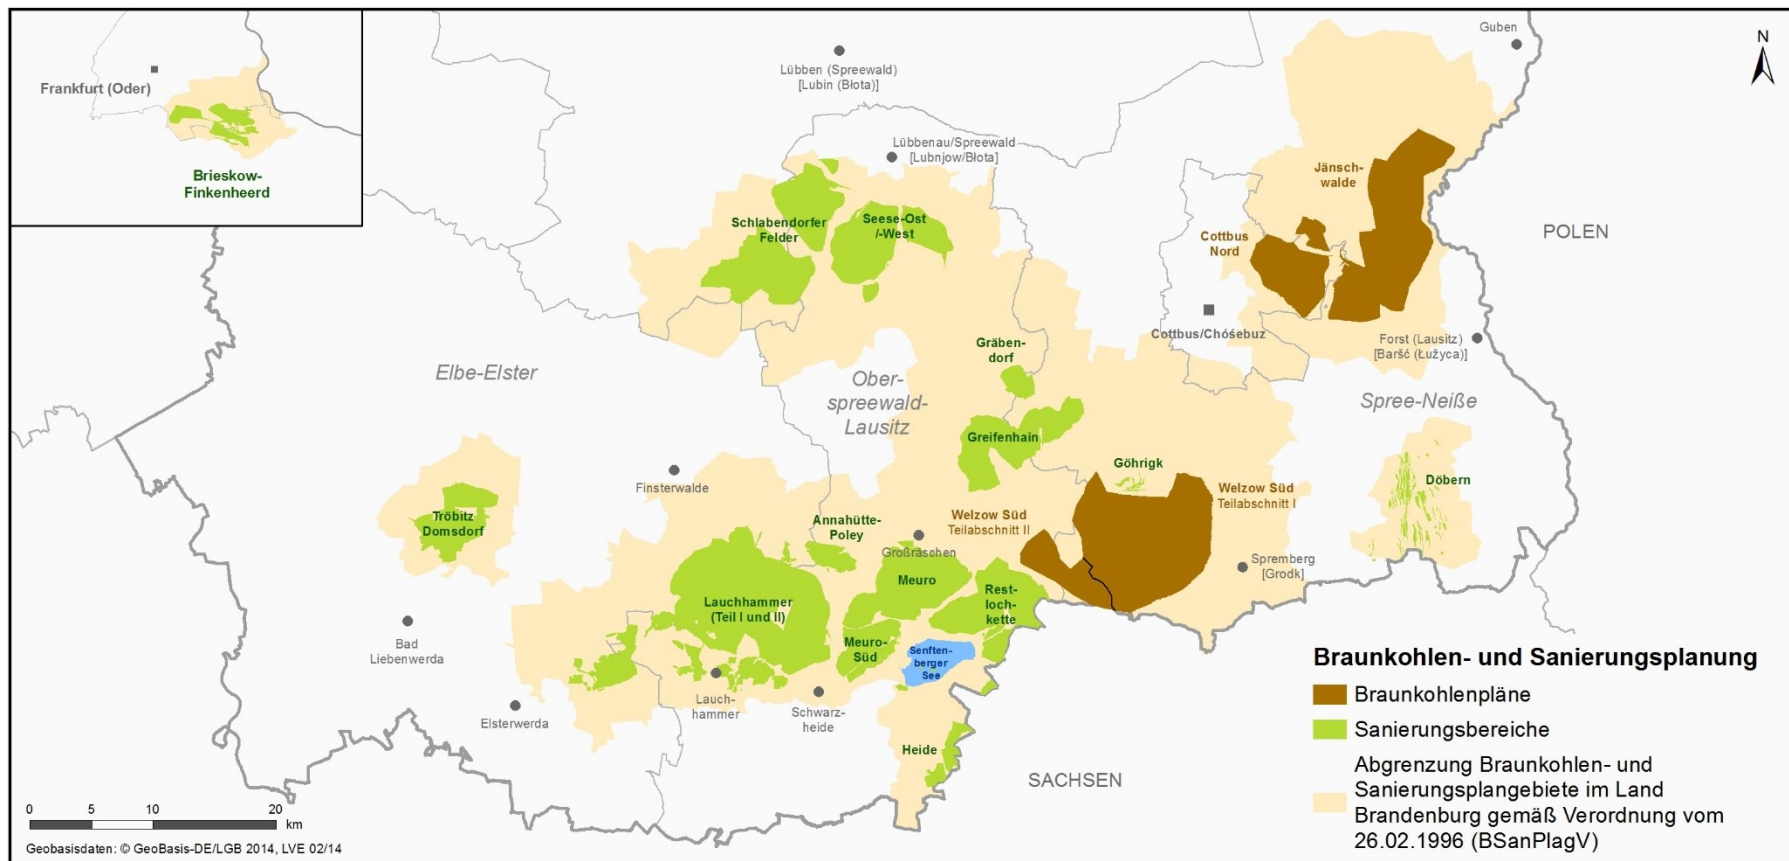 Frankfurt (Oder)
Brieskow-
Finkenheerd
Lübben (Spreewald)
[Lubin (Błota)]
Lübbenau/Spreewald
[Lubnjow/Błota]
Guben
N
Jänsch-
walde
POLEN
Schlabendorfer
Felder
Seese-Ost
/-West
Cottbus
Nord
Cottbus/Chóśebuz
Forst (Lausitz)
[Baršć (Łužyca)]
Gräben-
dorf
Elbe-Elster
Ober-
spreewald-
Lausitz
Spree-Neiße
Greifenhain
Göhrigk
Döbern
Finsterwalde
Welzow Süd
Teilabschnitt I
Welzow Süd
Teilabschnitt II
Tröbitz
Domsdorf
Annahütte-
Poley
Großräschen
Spremberg
[Grodk]
Meuro
Rest-
loch-
kette
Lauchhammer
(Teil I und II)
Bad
Liebenwerda
Meuro-
Süd
Senften-
berger
See
Lauch-
hammer
Schwarz-
heide
Elsterwerda
Heide
SACHSEN
Braunkohlen- und Sanierungsplanung
Braunkohlenpläne
Sanierungsbereiche
Abgrenzung Braunkohlen- und
Sanierungsplangebiete im Land
Brandenburg gemäß Verordnung vom
26.02.1996 (BSanPlagV)
0 5 10 20
km
Geobasisdaten: © GeoBasis-DE/LGB 2014, LVE 02/14